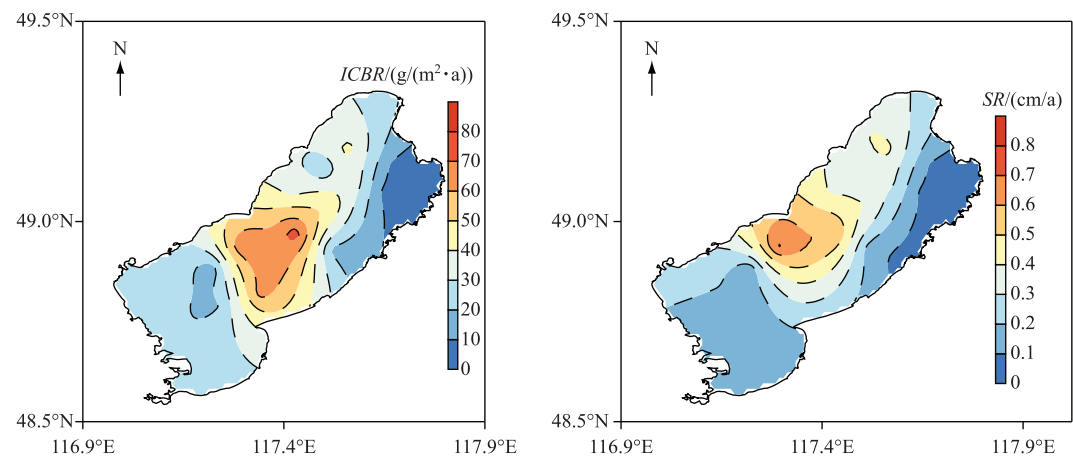 49.5°N
N
ICBR/(g/(m²·a))
80
70
60
50
40
30
20
10
0
49.0°N
48.5°N
116.9°E
117.4°E
117.9°E
49.5°N
N
SR/(cm/a)
0.8
0.7
0.6
0.5
0.4
0.3
0.2
0.1
0
49.0°N
48.5°N
116.9°E
117.4°E
117.9°E